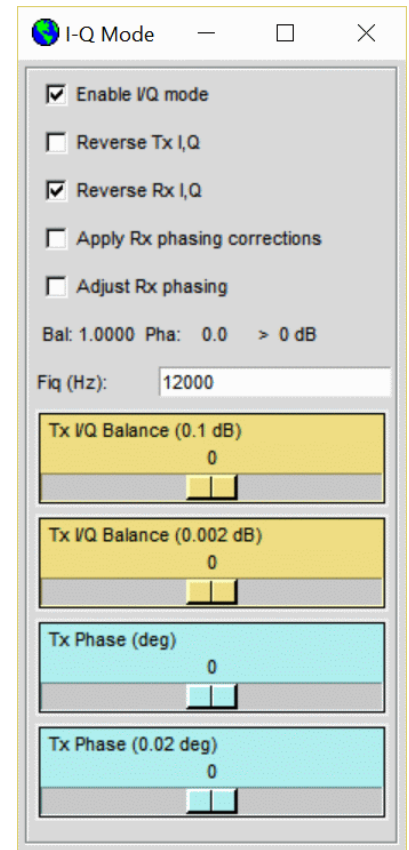 I-Q Mode
Enable I/Q mode
Reverse Tx I,Q
Reverse Rx I,Q
Apply Rx phasing corrections
Adjust Rx phasing
Bal: 1.0000 Pha: 0.0 > 0 dB
Fiq (Hz): 12000
Tx I/Q Balance (0.1 dB)
0
Tx I/Q Balance (0.002 dB)
0
Tx Phase (deg)
0
Tx Phase (0.02 deg)
0